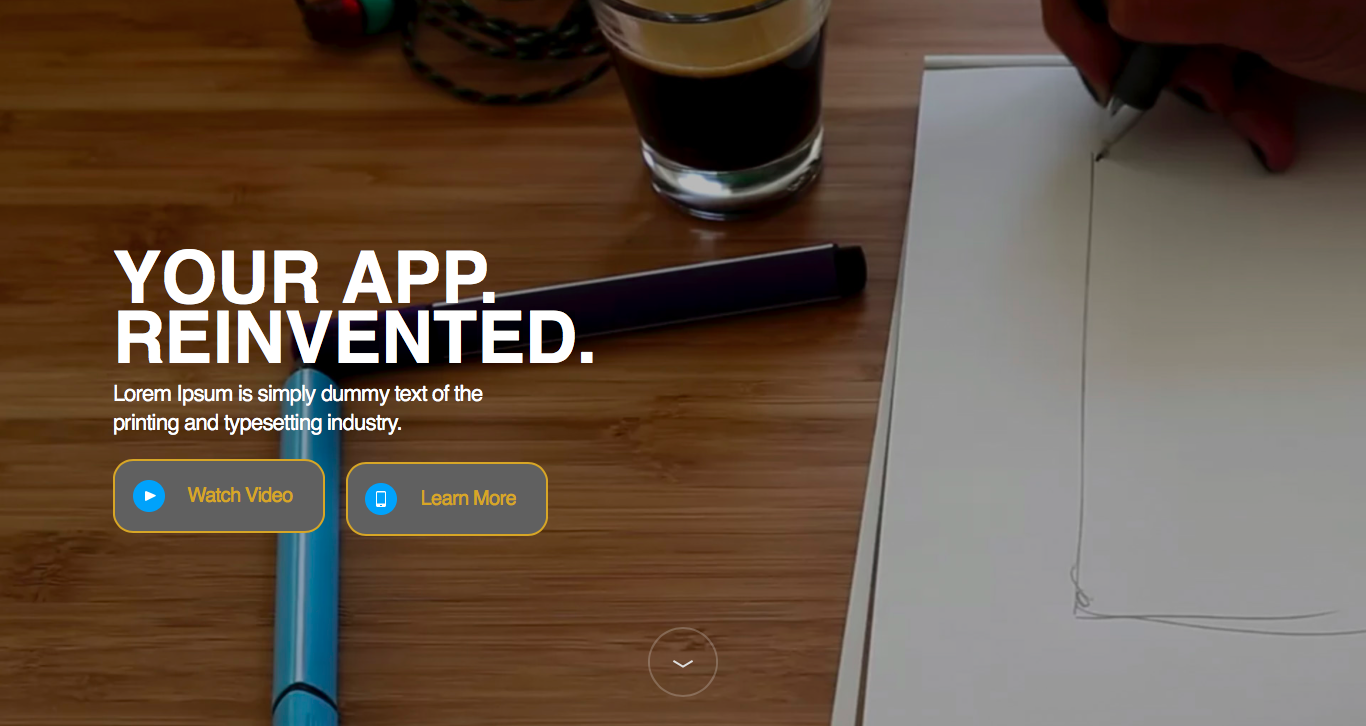 YOUR APP.
REINVENTED.
Lorem Ipsum is simply dummy text of the
printing and typesetting industry.
Watch Video
Learn More